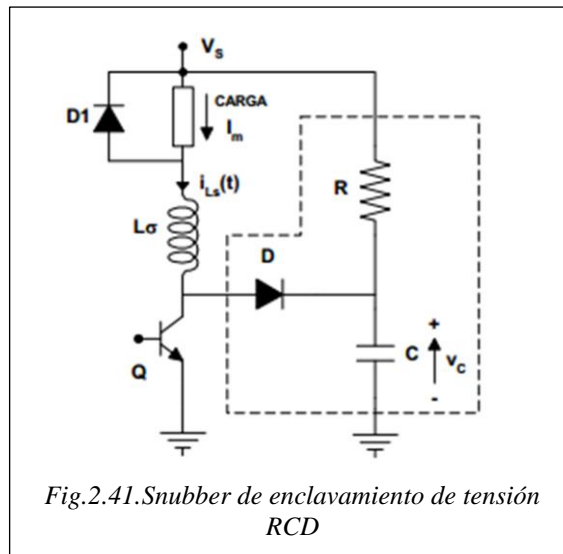 V_S
D1
CARGA
I_m
i_Ls(t)
R
Lσ
D
Q
C
+
v_C
-
Fig.2.41.Snubber de enclavamiento de tensión
RCD